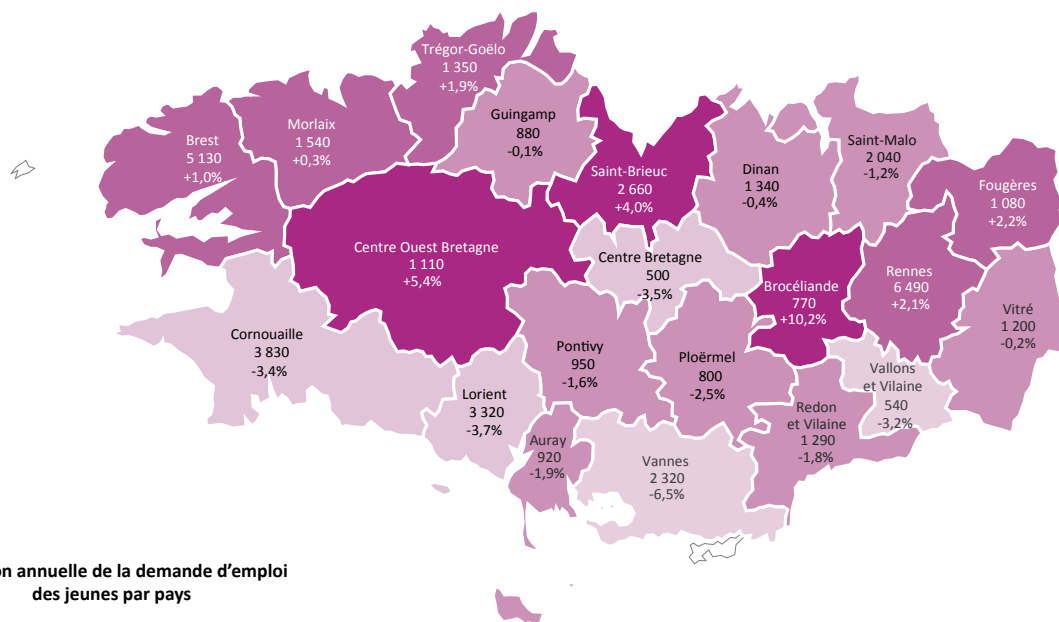 Trégor-Goëlo
1 350
+1,9%
Guingamp
880
-0,1%
Morlaix
1 540
+0,3%
Brest
5 130
+1,0%
Saint-Brieuc
2 660
+4,0%
Dinan
1 340
-0,4%
Saint-Malo
2 040
-1,2%
Fougères
1 080
+2,2%
Centre Ouest Bretagne
1 110
+5,4%
Centre Bretagne
500
-3,5%
Brocéliande
770
+10,2%
Rennes
6 490
+2,1%
Vitré
1 200
-0,2%
Cornouaille
3 830
-3,4%
Pontivy
950
-1,6%
Ploërmel
800
-2,5%
Vallons
et Vilaine
540
-3,2%
Lorient
3 320
-3,7%
Redon
et Vilaine
1 290
-1,8%
Auray
920
-1,9%
Vannes
2 320
-6,5%
on annuelle de la demande d'emploi
des jeunes par pays